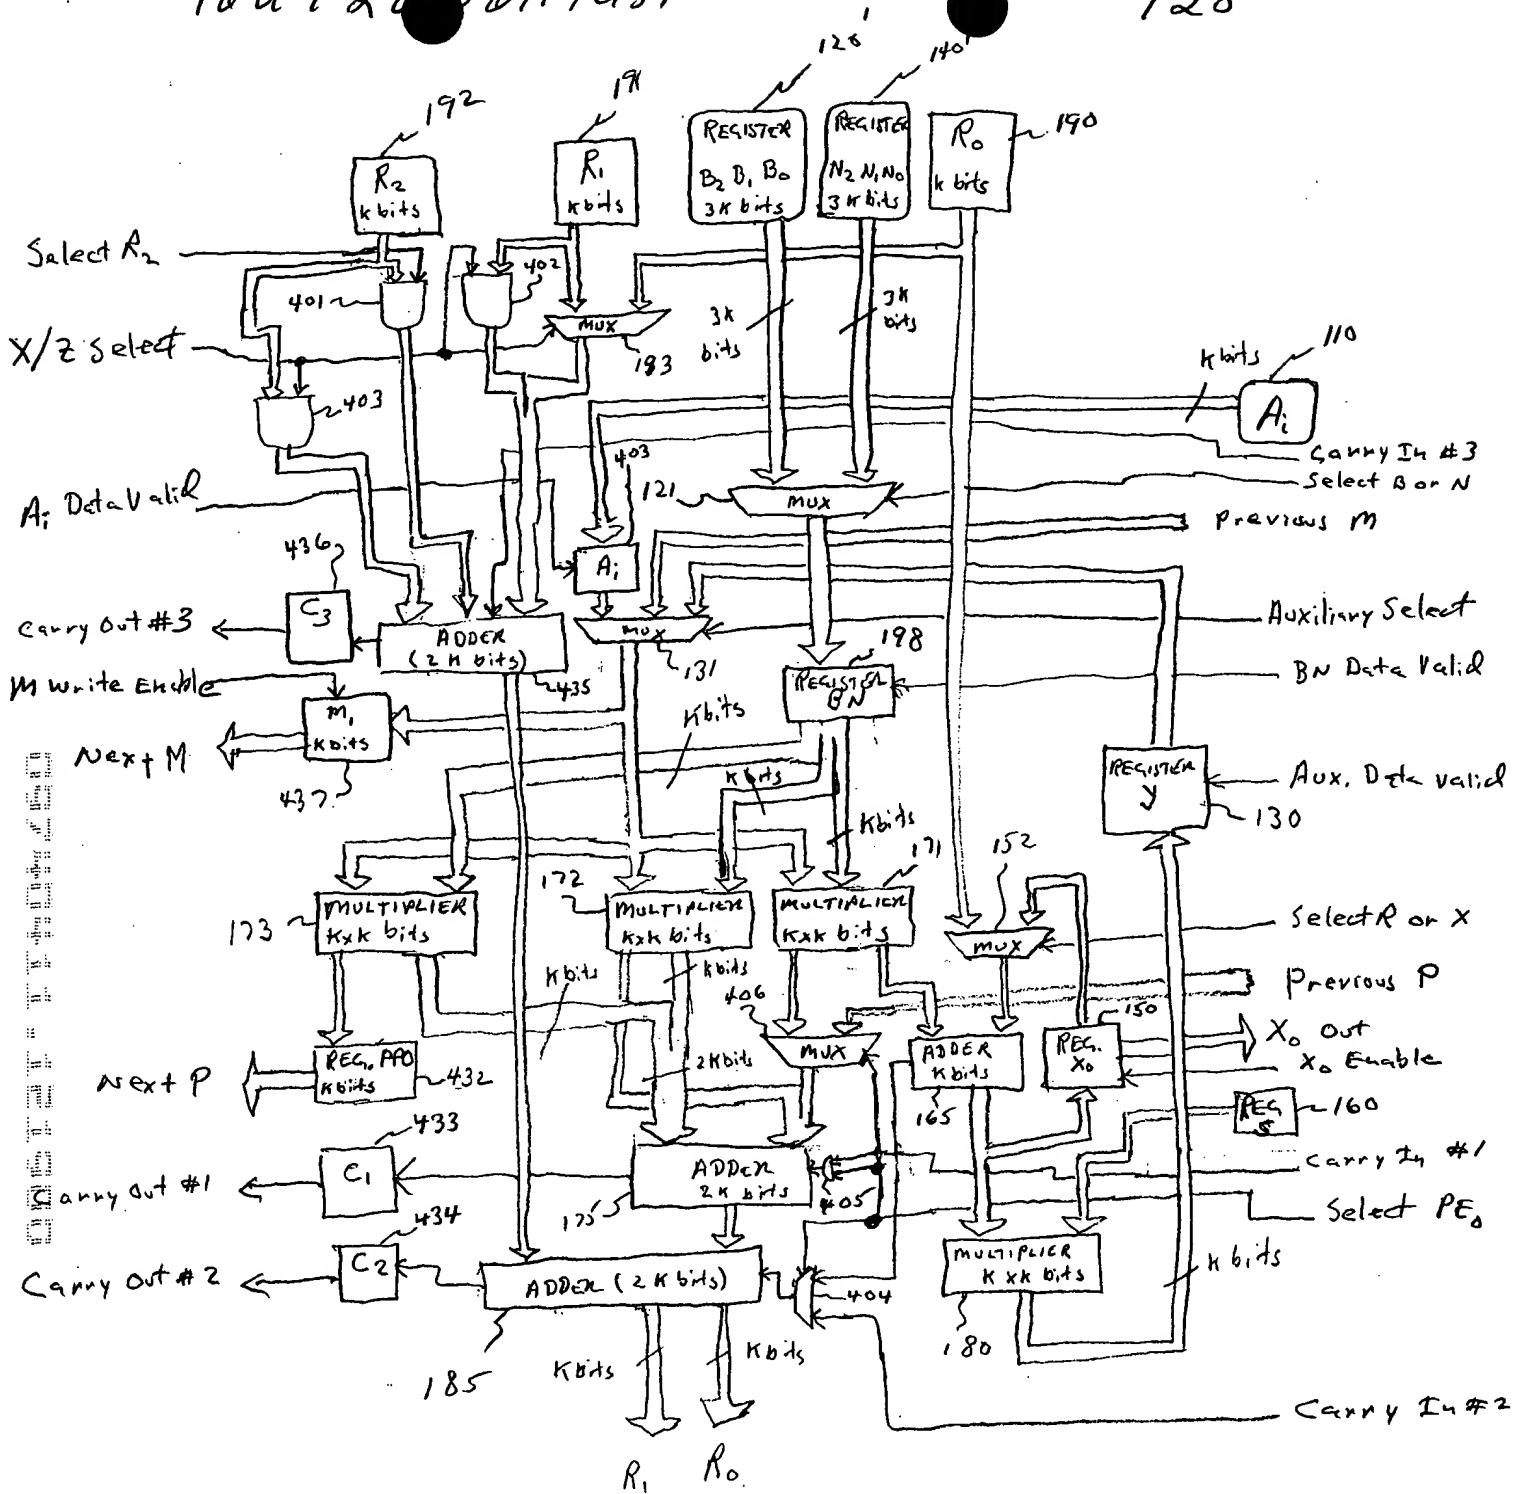 120'
140'
192
191
190
REGISTER
B2 B1 B0
3K bits
REGISTER
N2 N1 N0
3K bits
R0
k bits
R2
k bits
R1
k bits
Select R2
401
402
X/Z Select
MUX
183
3K
bits
3K
bits
110
k bits
Ai
403
Carry In #3
Select B or N
Ai Data Valid
403
121
MUX
Previous M
436
Ai
C3
Carry Out #3
ADDER
(2K bits)
435
MUX
131
Auxiliary Select
198
REGISTER
BN
BN Data Valid
M Write Enable
M1
k bits
437
Next M
K bits
k bits
K bits
REGISTER
Y
Aux. Data Valid
130
173
MULTIPLIER
KxK bits
172
MULTIPLIER
KxK bits
171
MULTIPLIER
KxK bits
152
MUX
Select R or X
K bits
K bits
406
MUX
Previous P
150
REG.
X0
X0 Out
X0 Enable
ADDER
K bits
165
REG. PPO
K bits
432
Next P
2K bits
REG
S
160
433
C1
Carry Out #1
ADDER
2K bits
175
405
Carry In #1
Select PE0
434
C2
Carry Out #2
ADDER (2K bits)
185
404
MULTIPLIER
K x K bits
180
K bits
K bits
K bits
Carry In #2
R1
R0